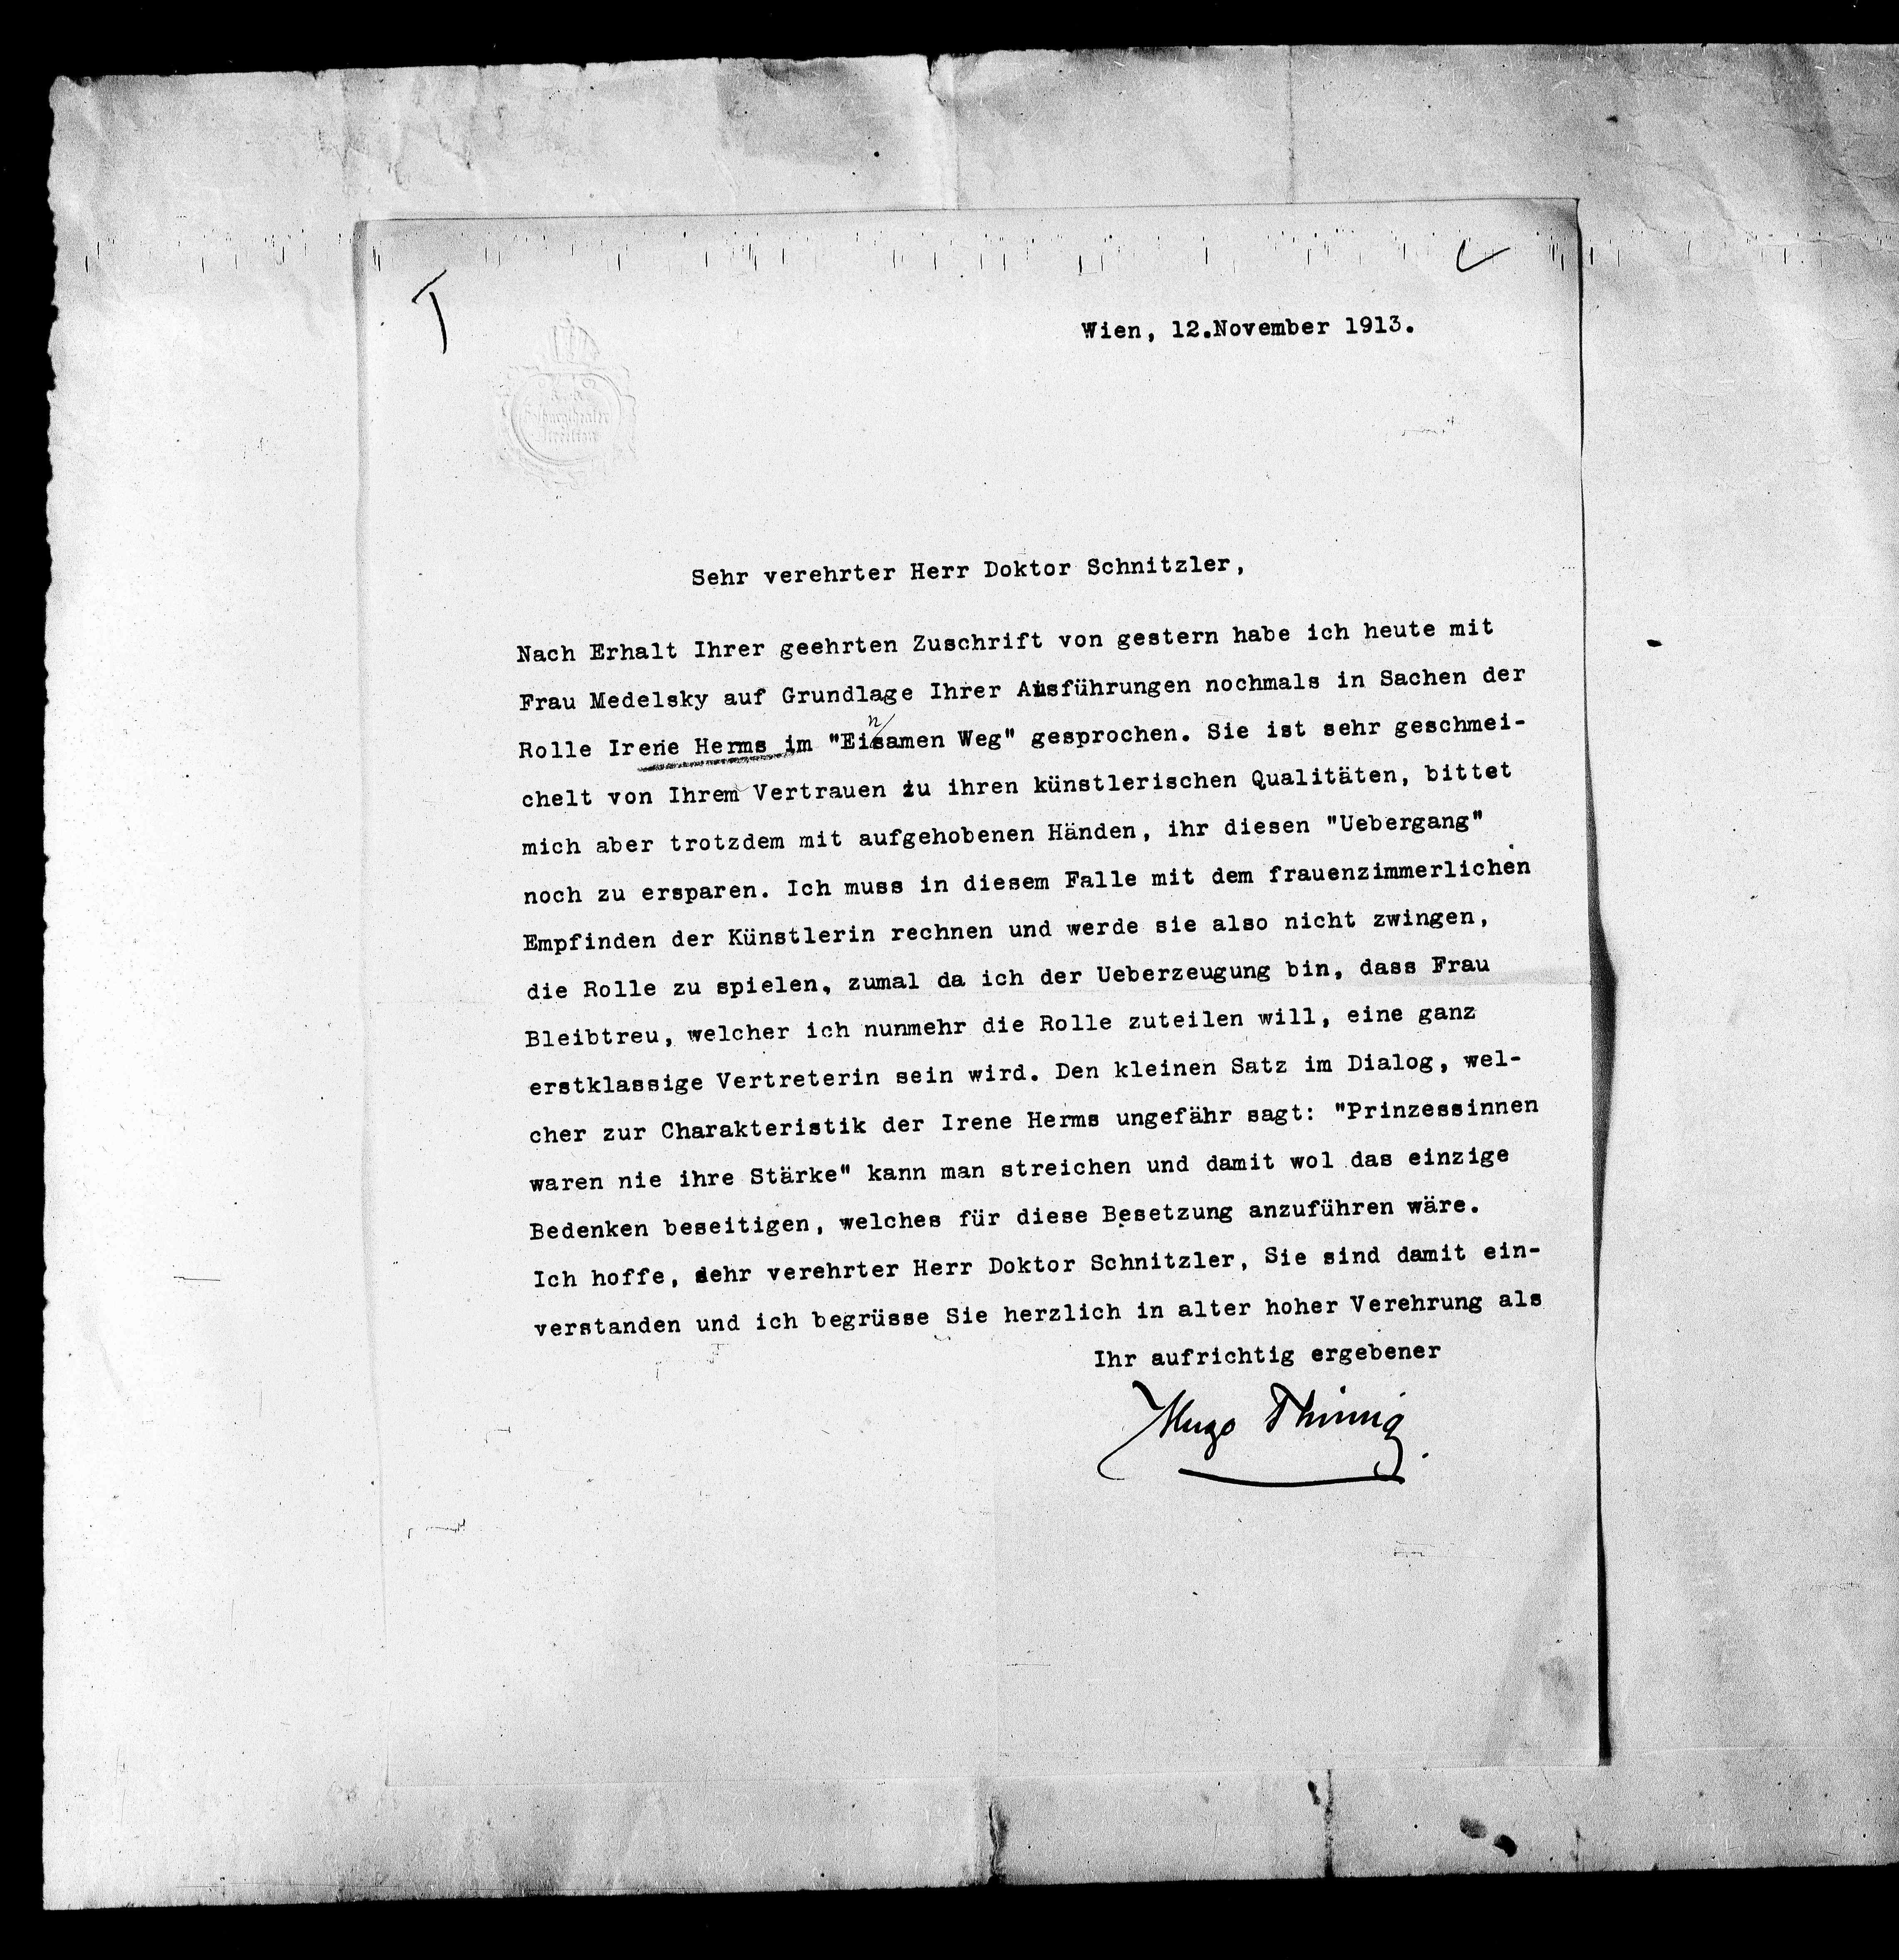 Wien, 12.November 1913.
K. k.
Hofburgtheater
Direktion
Sehr verehrter Herr Doktor Schnitzler,
Nach Erhalt Ihrer geehrten Zuschrift von gestern habe ich heute mit
Frau Medelsky auf Grundlage Ihrer Ausführungen nochmals in Sachen der
Rolle Irene Herms im "Einsamen Weg" gesprochen. Sie ist sehr geschmei-
chelt von Ihrem Vertrauen zu ihren künstlerischen Qualitäten, bittet
mich aber trotzdem mit aufgehobenen Händen, ihr diesen "Uebergang"
noch zu ersparen. Ich muss in diesem Falle mit dem frauenzimmerlichen
Empfinden der Künstlerin rechnen und werde sie also nicht zwingen,
die Rolle zu spielen, zumal da ich der Ueberzeugung bin, dass Frau
Bleibtreu, welcher ich nunmehr die Rolle zuteilen will, eine ganz
erstklassige Vertreterin sein wird. Den kleinen Satz im Dialog, wel-
cher zur Charakteristik der Irene Herms ungefähr sagt: "Prinzessinnen
waren nie ihre Stärke" kann man streichen und damit wol das einzige
Bedenken beseitigen, welches für diese Besetzung anzuführen wäre.
Ich hoffe, sehr verehrter Herr Doktor Schnitzler, Sie sind damit ein-
verstanden und ich begrüsse Sie herzlich in alter hoher Verehrung als
Ihr aufrichtig ergebener
Hugo Thimig